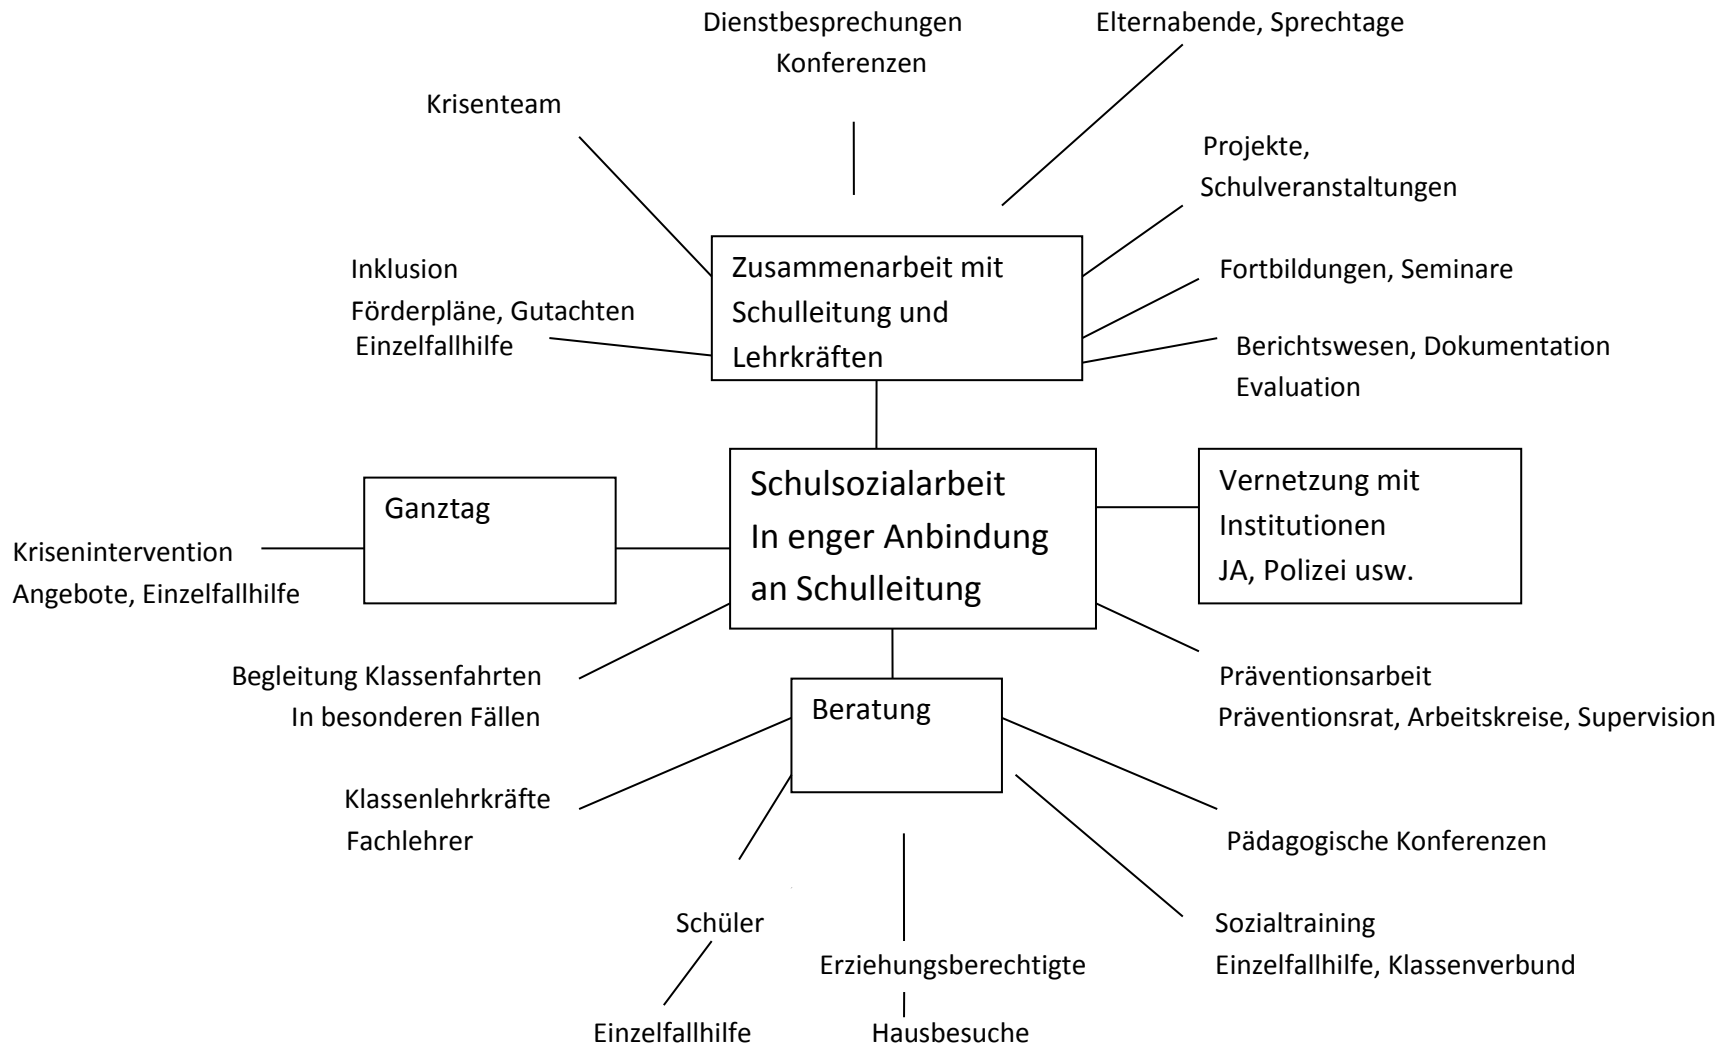 Dienstbesprechungen
Konferenzen
Elternabende, Sprechtage
Krisenteam
Projekte,
Schulveranstaltungen
Inklusion
Förderpläne, Gutachten
Einzelfallhilfe
Zusammenarbeit mit
Schulleitung und
Lehrkräften
Fortbildungen, Seminare
Berichtswesen, Dokumentation
Evaluation
Ganztag
Schulsozialarbeit
In enger Anbindung
an Schulleitung
Vernetzung mit
Institutionen
JA, Polizei usw.
Krisenintervention
Angebote, Einzelfallhilfe
Begleitung Klassenfahrten
In besonderen Fällen
Beratung
Präventionsarbeit
Präventionsrat, Arbeitskreise, Supervision
Klassenlehrkräfte
Fachlehrer
Pädagogische Konferenzen
Schüler
Erziehungsberechtigte
Sozialtraining
Einzelfallhilfe, Klassenverbund
Einzelfallhilfe
Hausbesuche